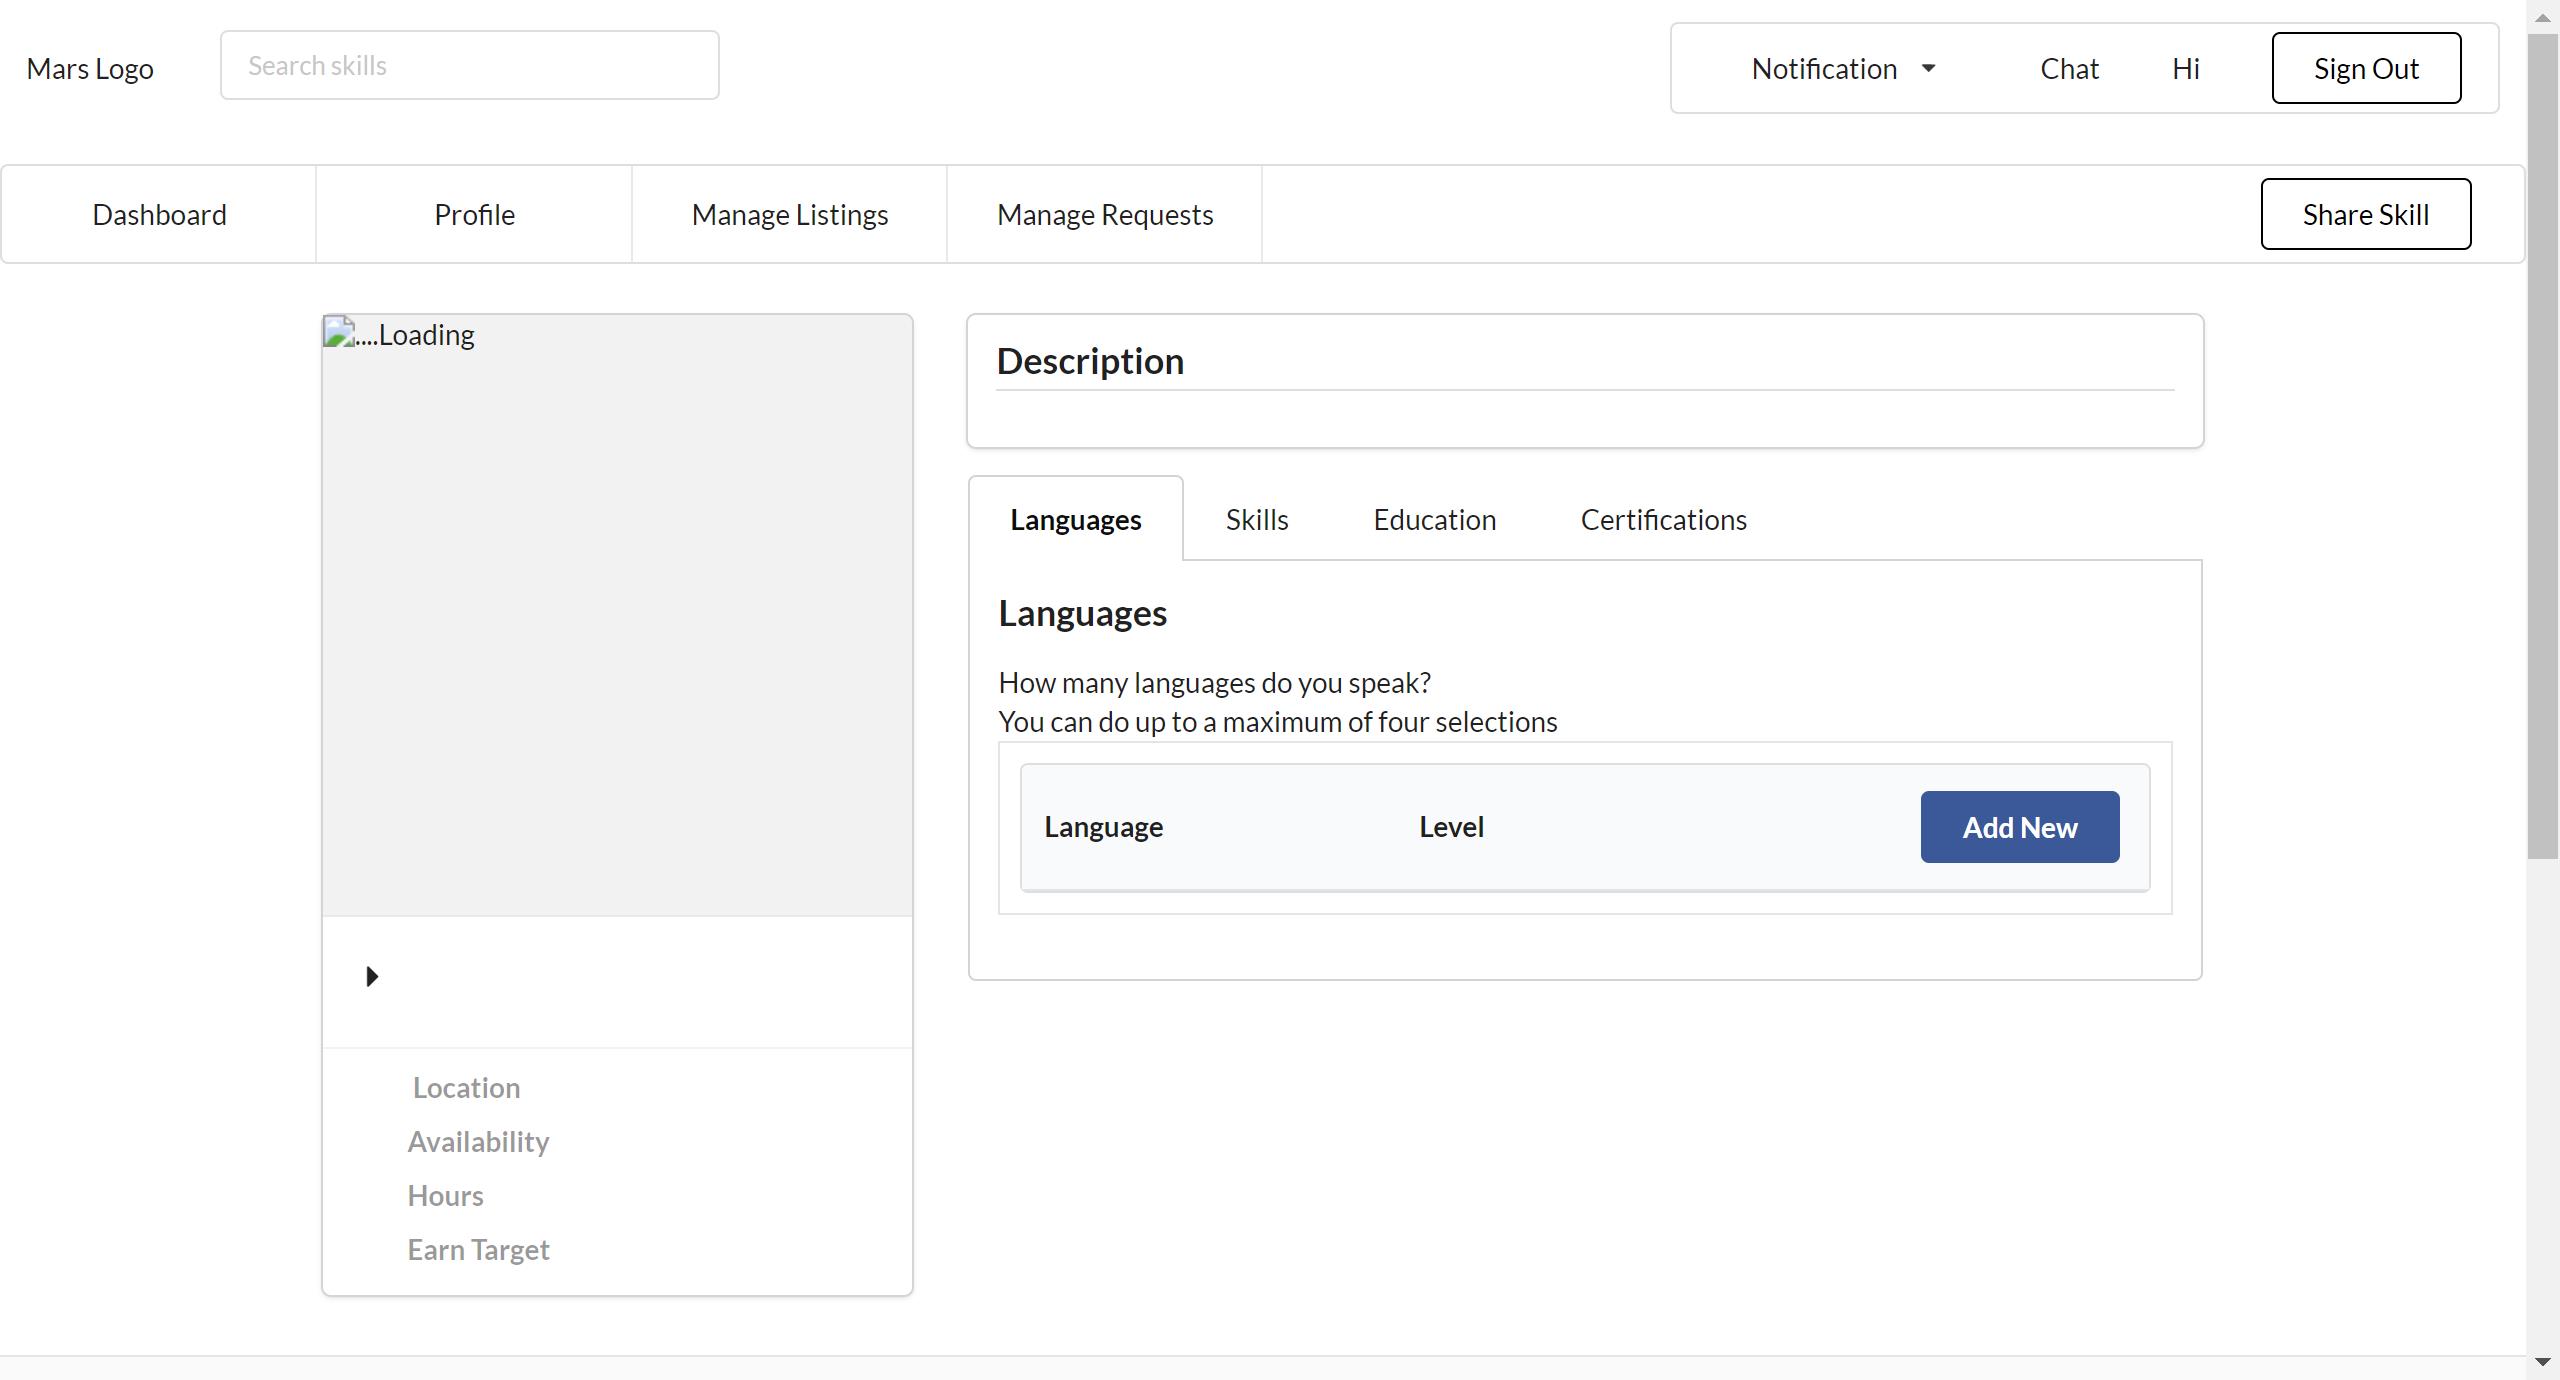 Mars Logo
Search skills
Notification
Chat
Hi
Sign Out
Dashboard
Profile
Manage Listings
Manage Requests
Share Skill
....Loading
Location
Availability
Hours
Earn Target
Description
Languages
Skills
Education
Certifications
Languages
How many languages do you speak?
You can do up to a maximum of four selections
Language
Level
Add New